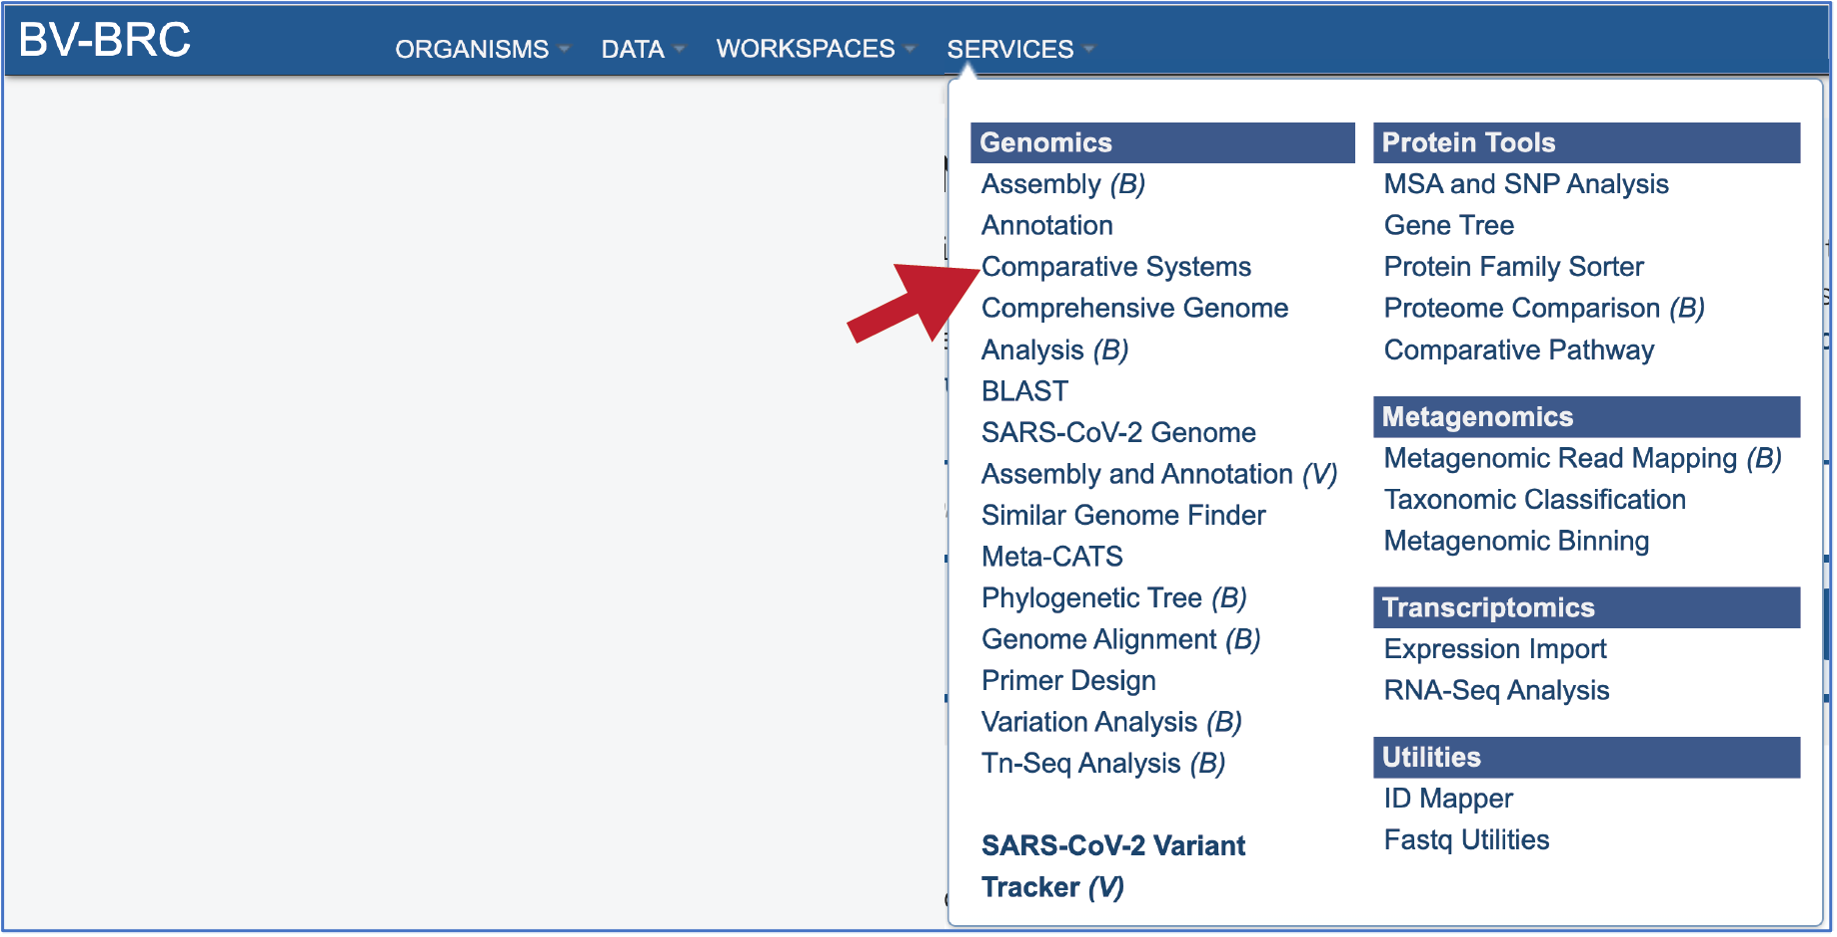 BV-BRC
ORGANISMS
DATA
WORKSPACES
SERVICES
Genomics
Assembly (B)
Annotation
Comparative Systems
Comprehensive Genome
Analysis (B)
BLAST
SARS-CoV-2 Genome
Assembly and Annotation (V)
Similar Genome Finder
Meta-CATS
Phylogenetic Tree (B)
Genome Alignment (B)
Primer Design
Variation Analysis (B)
Tn-Seq Analysis (B)
SARS-CoV-2 Variant
Tracker (V)
Protein Tools
MSA and SNP Analysis
Gene Tree
Protein Family Sorter
Proteome Comparison (B)
Comparative Pathway
Metagenomics
Metagenomic Read Mapping (B)
Taxonomic Classification
Metagenomic Binning
Transcriptomics
Expression Import
RNA-Seq Analysis
Utilities
ID Mapper
Fastq Utilities